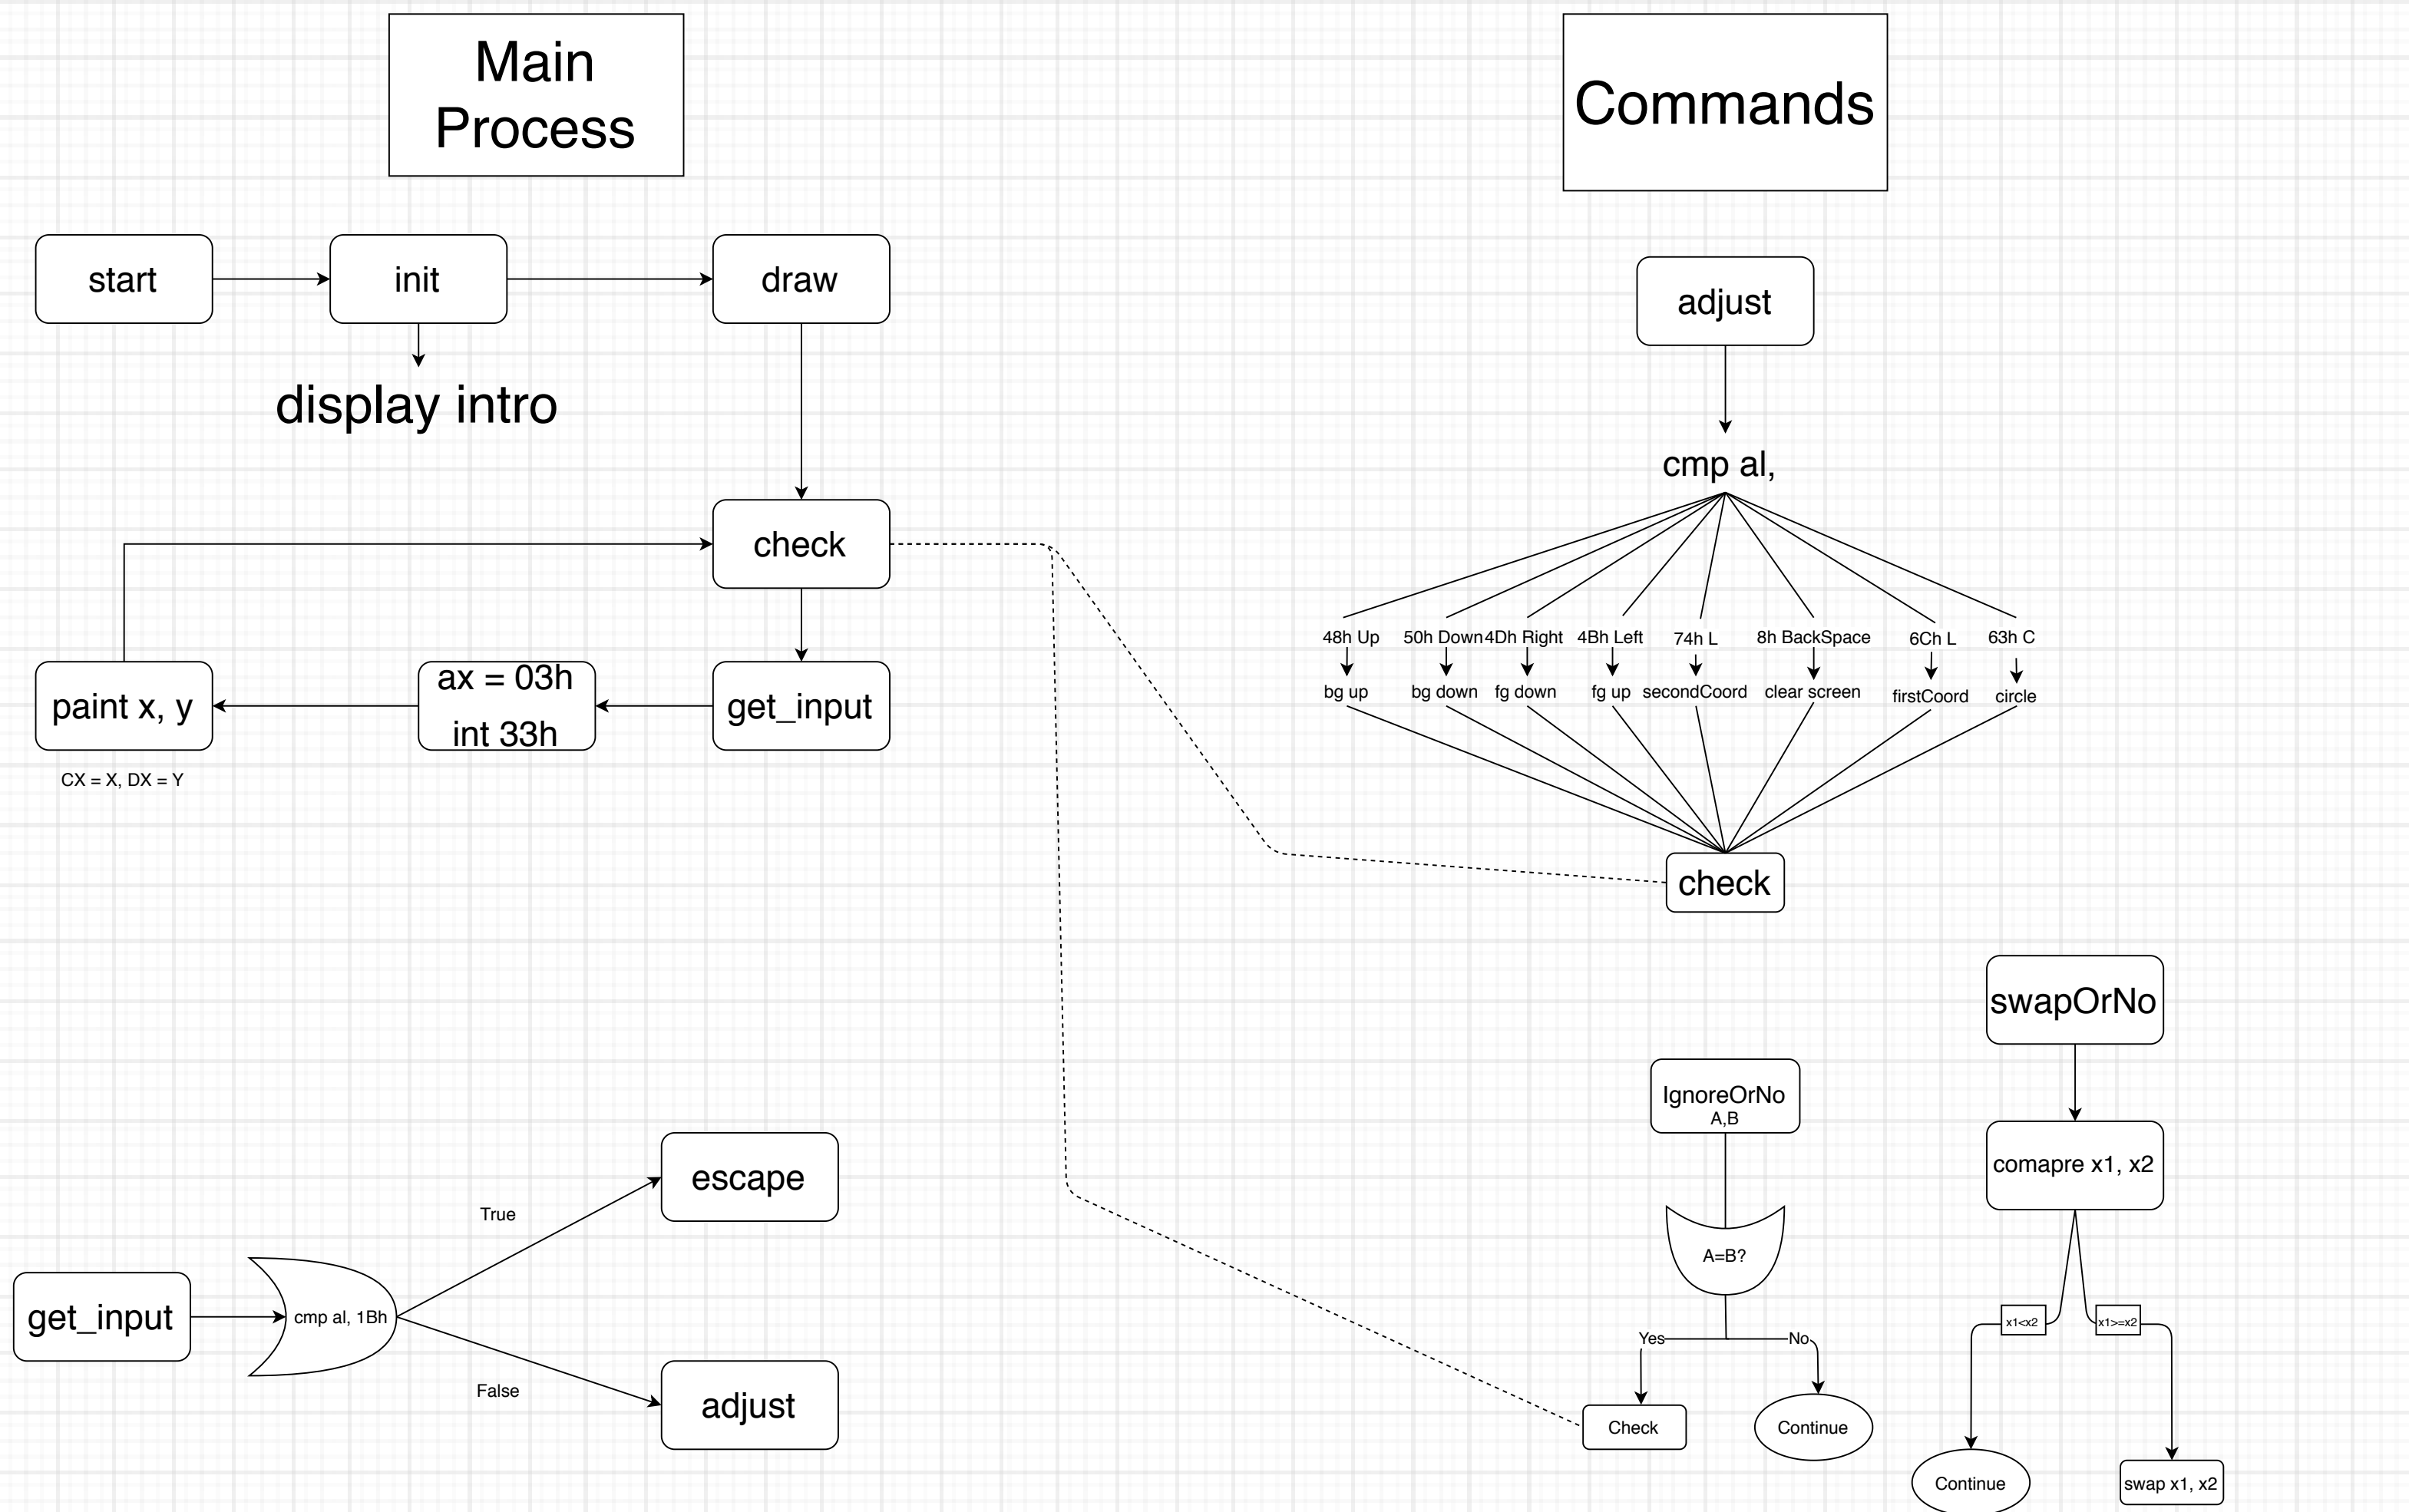 Main
Process
Commands
start
init
draw
display intro
check
paint x, y
ax = 03h
int 33h
get_input
CX = X, DX = Y
adjust
cmp al,
48h Up
50h Down
4Dh Right
4Bh Left
74h L
8h BackSpace
6Ch L
63h C
bg up
bg down
fg down
fg up
secondCoord
clear screen
firstCoord
circle
check
get_input
cmp al, 1Bh
True
False
escape
adjust
IgnoreOrNo
A,B
A=B?
Yes
No
Check
Continue
swapOrNo
comapre x1, x2
x1<x2
x1>=x2
Continue
swap x1, x2